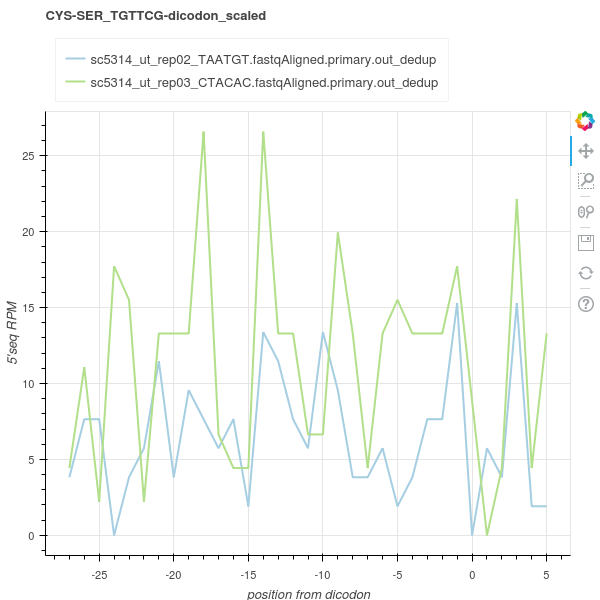 CYS-SER_TGTTCG-dicodon_scaled
sc5314_ut_rep02_TAATGT.fastqAligned.primary.out_dedup
sc5314_ut_rep03_CTACAC.fastqAligned.primary.out_dedup
25
20
15
10
5
0
5'seq RPM
-25 -20 -15 -10 -5 0 5
position from dicodon